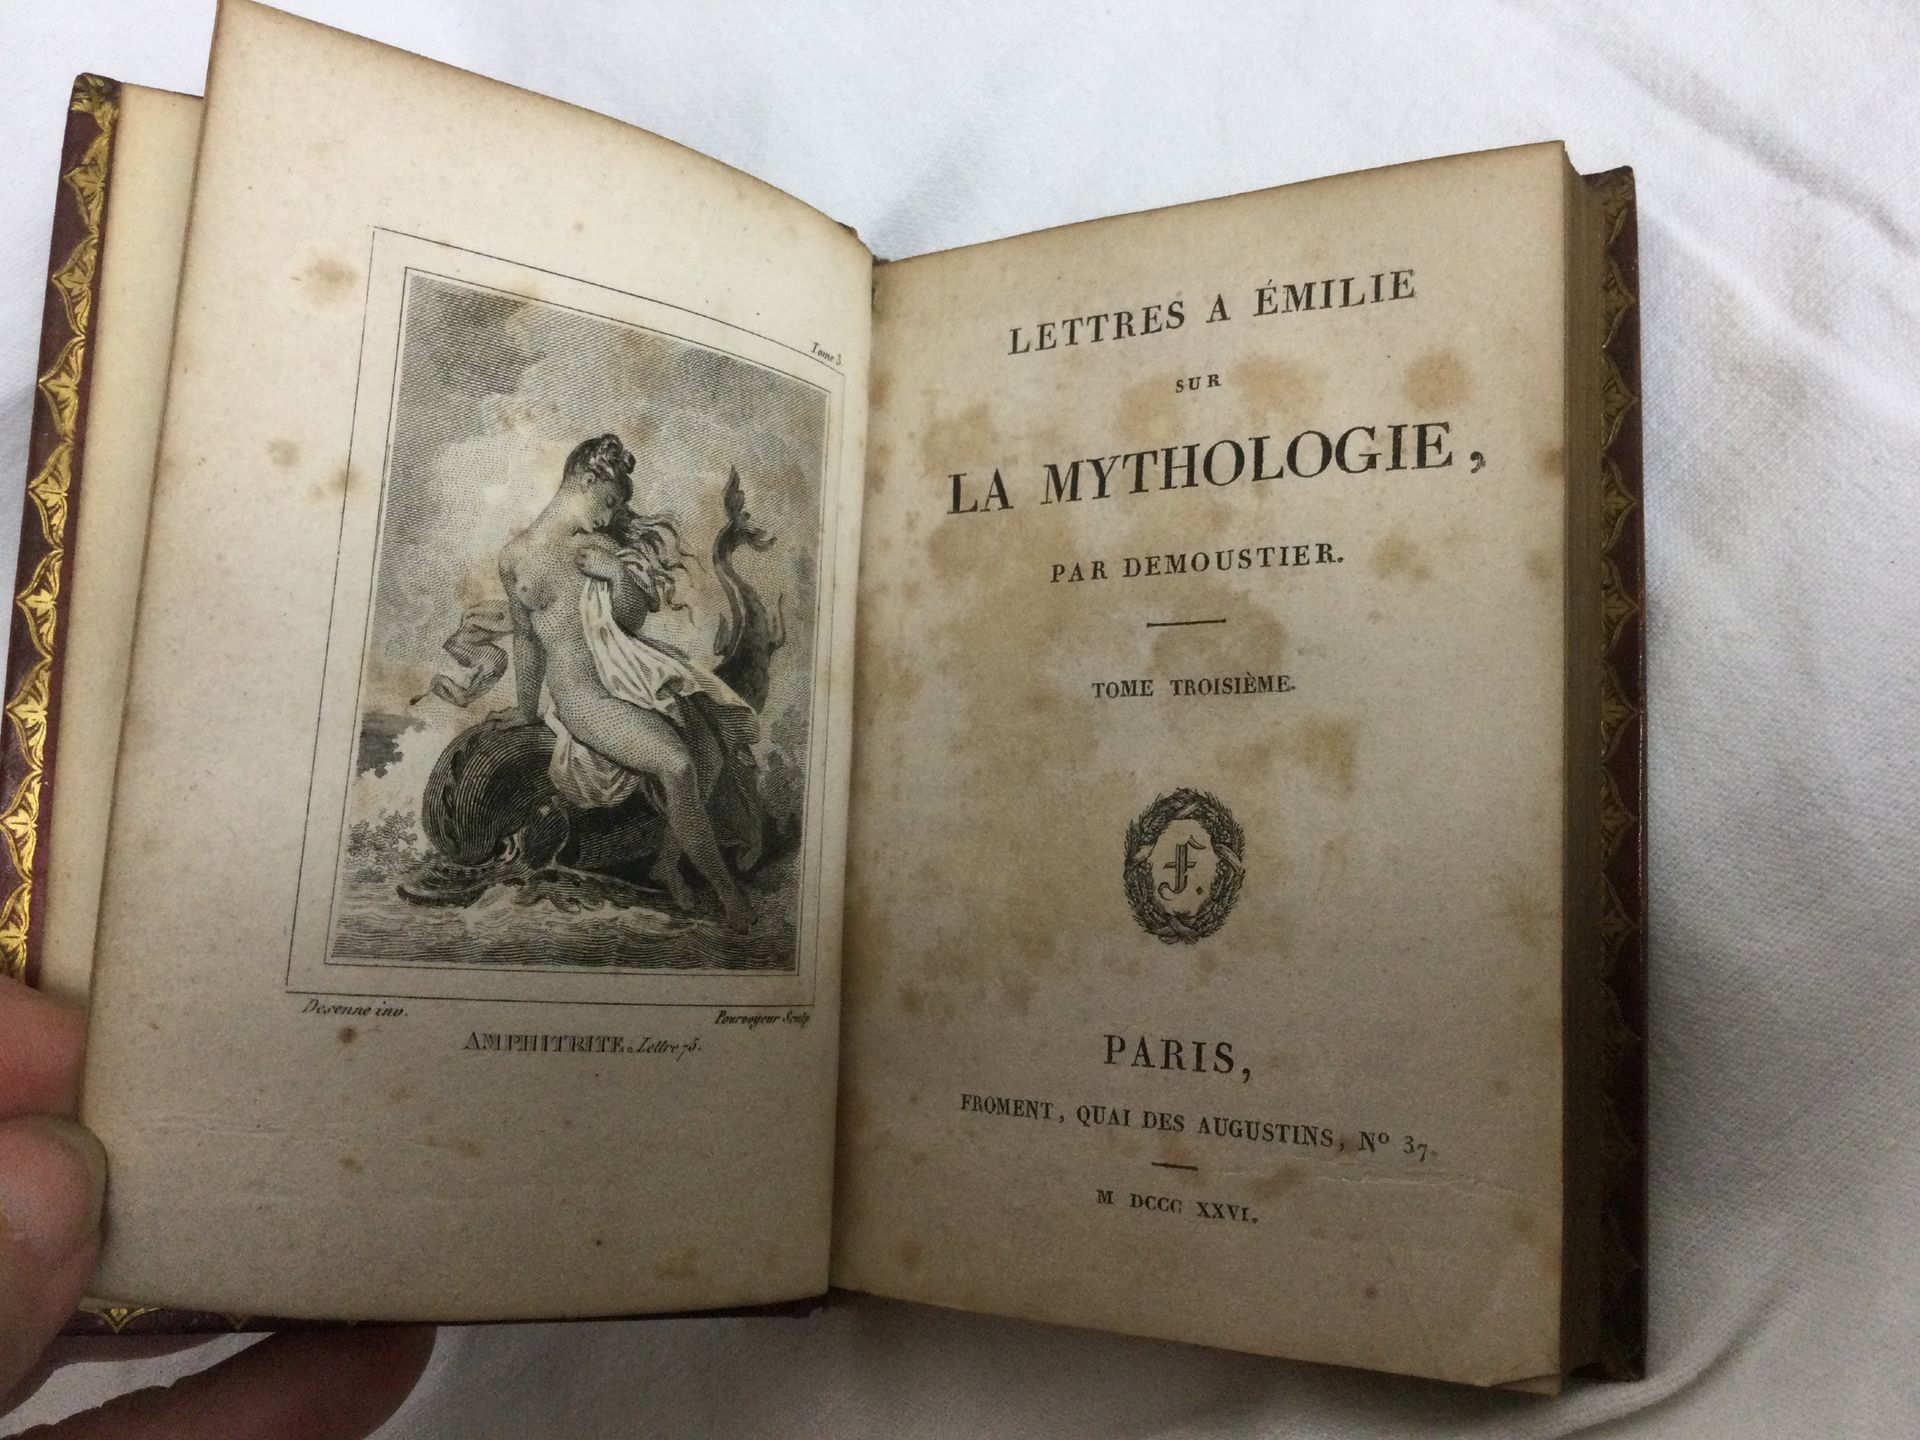 Tome 3.
Desenne inv.
Pourvoyeur Sculp
AMPHITRITE. Lettre 75.
LETTRES A ÉMILIE
SUR
LA MYTHOLOGIE,
PAR DEMOUSTIER.
TOME TROISIÈME.
F.
PARIS,
FROMENT, QUAI DES AUGUSTINS, Nº 37.
M DCCC XXVI.